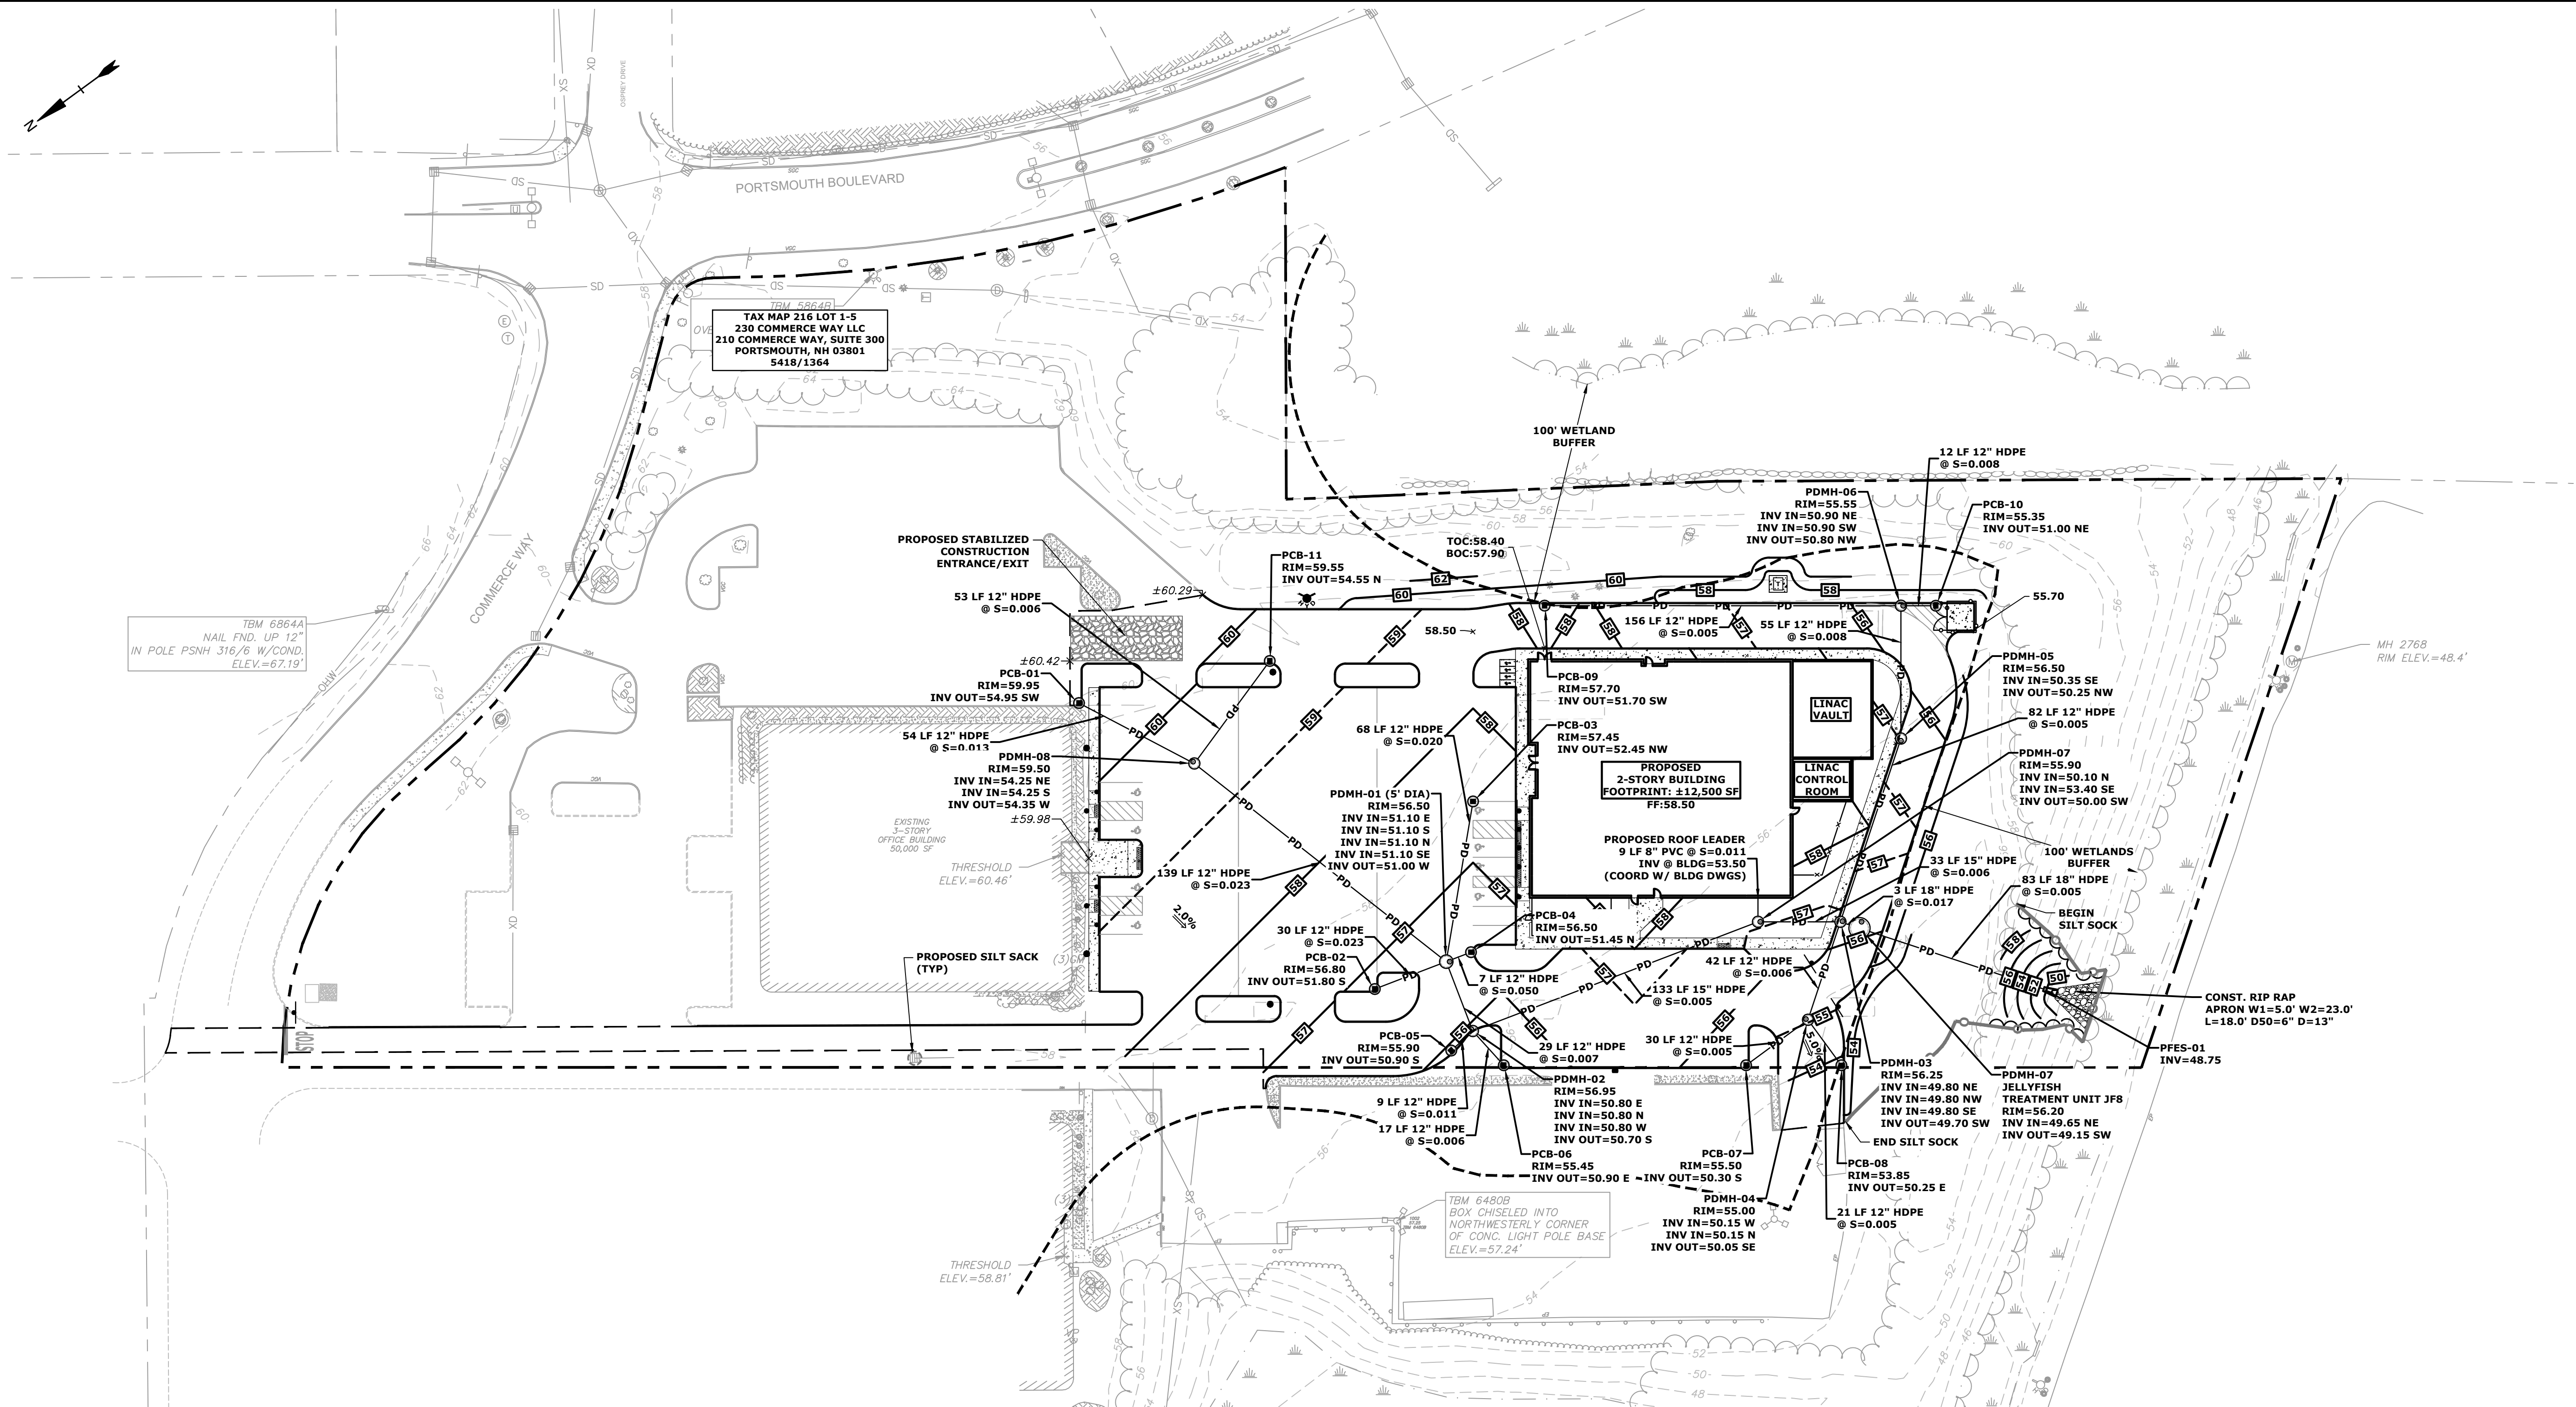 N
OSPREY DRIVE
PORTSMOUTH BOULEVARD
COMMERCE WAY
TBM 5864B
TAX MAP 216 LOT 1-5
230 COMMERCE WAY LLC
210 COMMERCE WAY, SUITE 300
PORTSMOUTH, NH 03801
5418/1364
TBM 6864A
NAIL FND. UP 12"
IN POLE PSNH 316/6 W/COND.
ELEV.=67.19'
100' WETLAND
BUFFER
12 LF 12" HDPE
@ S=0.008
PDMH-06
RIM=55.55
INV IN=50.90 NE
INV IN=50.90 SW
INV OUT=50.80 NW
PCB-10
RIM=55.35
INV OUT=51.00 NE
PROPOSED STABILIZED
CONSTRUCTION
ENTRANCE/EXIT
TOC:58.40
BOC:57.90
PCB-11
RIM=59.55
INV OUT=54.55 N
±60.29
53 LF 12" HDPE
@ S=0.006
55.70
58.50
156 LF 12" HDPE
@ S=0.005
55 LF 12" HDPE
@ S=0.008
MH 2768
RIM ELEV.=48.4'
±60.42
PCB-01
RIM=59.95
INV OUT=54.95 SW
PCB-09
RIM=57.70
INV OUT=51.70 SW
PDMH-05
RIM=56.50
INV IN=50.35 SE
INV OUT=50.25 NW
LINAC
VAULT
82 LF 12" HDPE
@ S=0.005
54 LF 12" HDPE
@ S=0.013
68 LF 12" HDPE
@ S=0.020
PCB-03
RIM=57.45
INV OUT=52.45 NW
PDMH-08
RIM=59.50
INV IN=54.25 NE
INV IN=54.25 S
INV OUT=54.35 W
±59.98
PDMH-07
RIM=55.90
INV IN=50.10 N
INV IN=53.40 SE
INV OUT=50.00 SW
PROPOSED
2-STORY BUILDING
FOOTPRINT: ±12,500 SF
FF:58.50
LINAC
CONTROL
ROOM
PDMH-01 (5' DIA)
RIM=56.50
INV IN=51.10 E
INV IN=51.10 S
INV IN=51.10 N
INV IN=51.10 SE
INV OUT=51.00 W
EXISTING
3-STORY
OFFICE BUILDING
50,000 SF
THRESHOLD
ELEV.=60.46'
PROPOSED ROOF LEADER
9 LF 8" PVC @ S=0.011
INV @ BLDG=53.50
(COORD W/ BLDG DWGS)
100' WETLANDS
BUFFER
33 LF 15" HDPE
@ S=0.006
139 LF 12" HDPE
@ S=0.023
83 LF 18" HDPE
@ S=0.005
3 LF 18" HDPE
@ S=0.017
2.0%
BEGIN
SILT SOCK
PCB-04
RIM=56.50
INV OUT=51.45 N
30 LF 12" HDPE
@ S=0.023
PCB-02
RIM=56.80
INV OUT=51.80 S
PROPOSED SILT SACK
(TYP)
42 LF 12" HDPE
@ S=0.006
7 LF 12" HDPE
@ S=0.050
133 LF 15" HDPE
@ S=0.005
CONST. RIP RAP
APRON W1=5.0' W2=23.0'
L=18.0' D50=6" D=13"
STOP
PCB-05
RIM=55.90
INV OUT=50.90 S
29 LF 12" HDPE
@ S=0.007
30 LF 12" HDPE
@ S=0.005
5.0%
PFES-01
INV=48.75
PDMH-03
RIM=56.25
INV IN=49.80 NE
INV IN=49.80 NW
INV IN=49.80 SE
INV OUT=49.70 SW
PDMH-07
JELLYFISH
TREATMENT UNIT JF8
RIM=56.20
INV IN=49.65 NE
INV OUT=49.15 SW
PDMH-02
RIM=56.95
INV IN=50.80 E
INV IN=50.80 N
INV IN=50.80 W
INV OUT=50.70 S
9 LF 12" HDPE
@ S=0.011
17 LF 12" HDPE
@ S=0.006
END SILT SOCK
PCB-06
RIM=55.45
INV OUT=50.90 E
PCB-07
RIM=55.50
INV OUT=50.30 S
PCB-08
RIM=53.85
INV OUT=50.25 E
PDMH-04
RIM=55.00
INV IN=50.15 W
INV IN=50.15 N
INV OUT=50.05 SE
21 LF 12" HDPE
@ S=0.005
TBM 6480B
BOX CHISELED INTO
NORTHWESTERLY CORNER
OF CONC. LIGHT POLE BASE
ELEV.=57.24'
THRESHOLD
ELEV.=58.81'